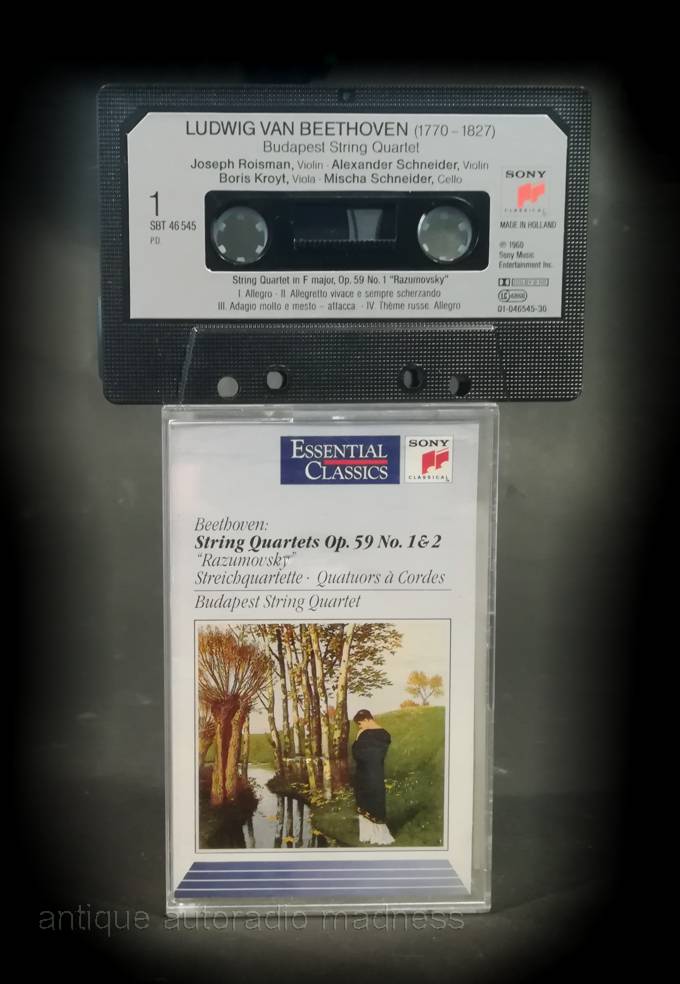 LUDWIG VAN BEETHOVEN (1770 – 1827)
Budapest String Quartet
Joseph Roisman, Violin · Alexander Schneider, Violin
Boris Kroyt, Viola · Mischa Schneider, Cello
1
SBT 46545
P.D.
SONY
CLASSICAL
MADE IN HOLLAND
℗ 1960
Sony Music
Entertainment Inc.
DOLBY B NR
01-046545-30
String Quartet in F major, Op. 59 No. 1 "Razumovsky"
I. Allegro · II. Allegretto vivace e sempre scherzando
III. Adagio molto e mesto – attacca. · IV. Thème russe. Allegro
ESSENTIAL
CLASSICS
SONY
CLASSICAL
Beethoven:
String Quartets Op. 59 No. 1 & 2
"Razumovsky"
Streichquartette · Quatuors à Cordes
Budapest String Quartet
antique autoradio madness